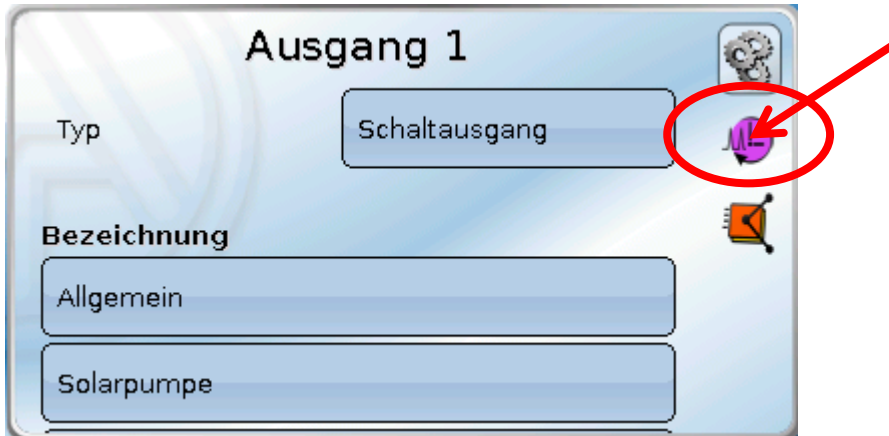 Ausgang 1
Typ
Schaltausgang
Bezeichnung
Allgemein
Solarpumpe